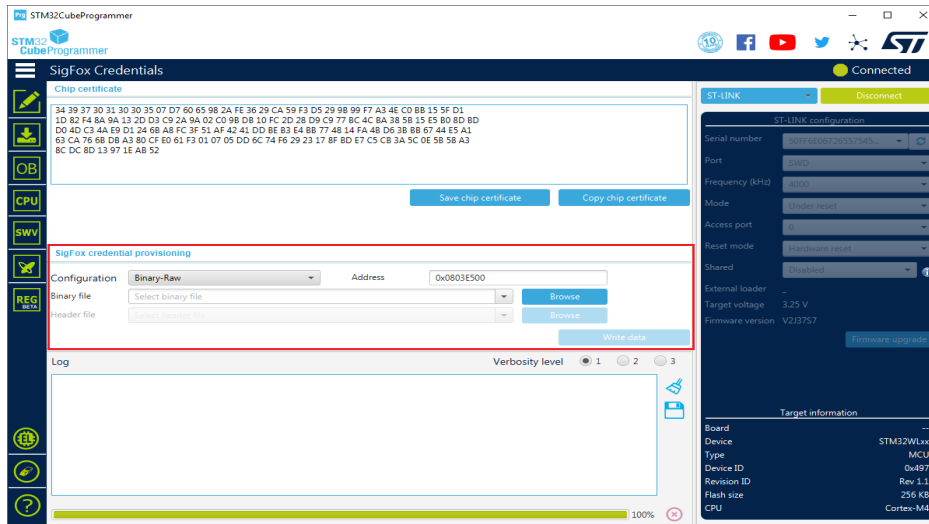 Prg STM32CubeProgrammer
STM32
CubeProgrammer
SigFox Credentials
Connected
Chip certificate
34 39 37 30 31 30 30 35 07 D7 60 65 98 2A FE 36 29 CA 59 F3 D5 29 9B 99 F7 A3 4E C0 BB 15 5F D1
1D 82 F4 8A 9A 13 2D D3 C9 2A 9A 02 C0 9B DB 10 FC 2D 28 D9 C9 77 BC 4C BA 38 5B 15 E5 B0 8D BD
D0 4D C3 4A E9 D1 24 6B A8 FC 3F 51 AF 42 41 DD BE B3 E4 BB 77 48 14 FA 4B D6 3B BB 67 44 E5 A1
63 CA 76 6B DB A3 80 CF E0 61 F3 01 07 05 DD 6C 74 F6 29 23 17 8F 8D E7 C5 CB 3A 5C 0E 5B 58 A3
8C DC 8D 13 97 1E AB 52
Save chip certificate
Copy chip certificate
SigFox credential provisioning
Configuration Binary-Raw Address 0x0803E500
Binary file Select binary file Browse
Header file Select header file Browse
Write data
Log Verbosity level 1 2 3
100%
OB
CPU
SWV
REG
BETA
10
ST
ST-LINK Disconnect
ST-LINK configuration
Serial number 50FF6E06726557545...
Port SWD
Frequency (kHz) 4000
Mode Under reset
Access port 0
Reset mode Hardware reset
Shared Disabled
External loader _
Target voltage 3.25 V
Firmware version V2J37S7
Firmware upgrade
Target information
Board --
Device STM32WLxx
Type MCU
Device ID 0x497
Revision ID Rev 1.1
Flash size 256 KB
CPU Cortex-M4